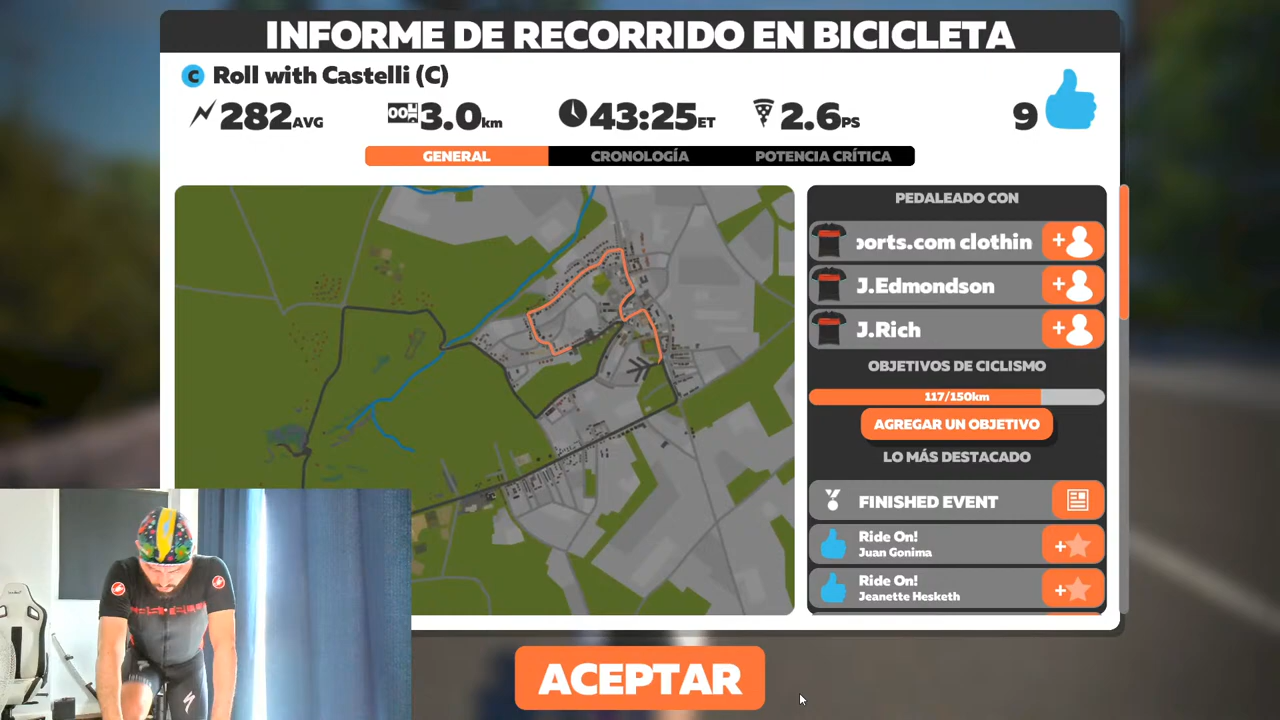 INFORME DE RECORRIDO EN BICICLETA
C Roll with Castelli (C)
282AVG
3.0km
43:25ET
2.6PS
9
GENERAL
CRONOLOGÍA
POTENCIA CRÍTICA
PEDALEADO CON
ports.com clothin
J.Edmondson
J.Rich
OBJETIVOS DE CICLISMO
117/150km
AGREGAR UN OBJETIVO
LO MÁS DESTACADO
FINISHED EVENT
Ride On!
Juan Gonima
Ride On!
Jeanette Hesketh
CASTELLI
ACEPTAR